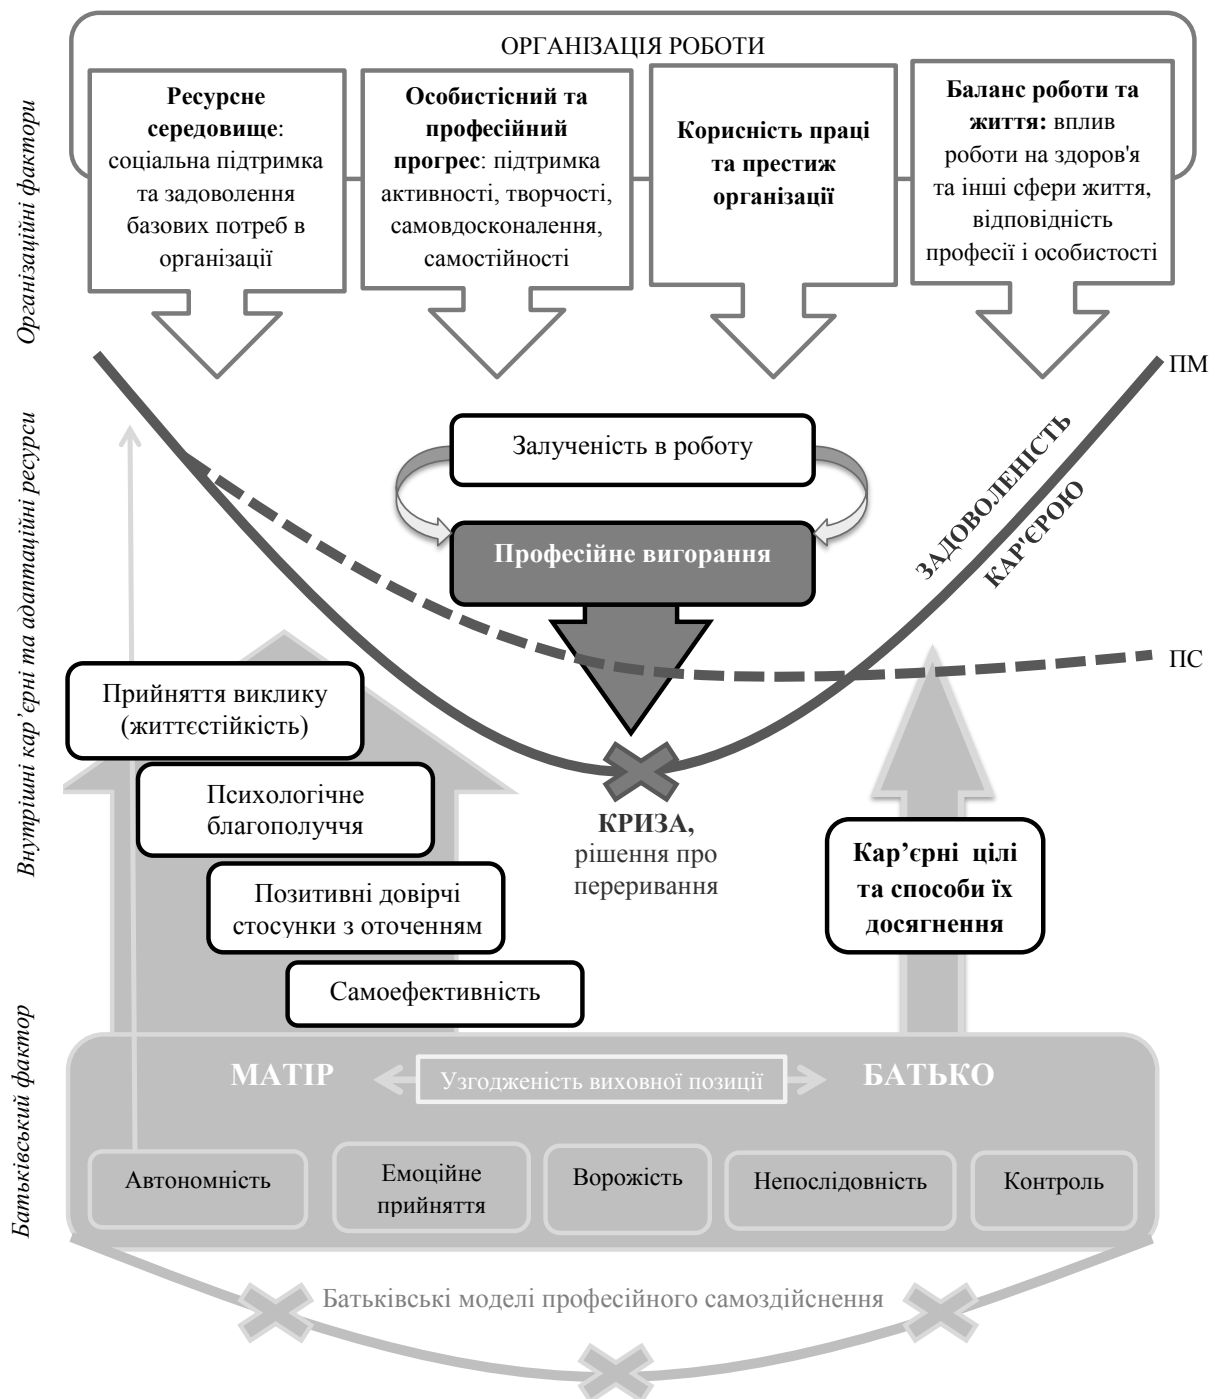 ОРГАНІЗАЦІЯ РОБОТИ
Організаційні фактори
Ресурсне
середовище:
соціальна підтримка
та задоволення
базових потреб в
організації
Особистісний та
професійний
прогрес: підтримка
активності, творчості,
самовдосконалення,
самостійності
Корисність праці
та престиж
організації
Баланс роботи та
життя: вплив
роботи на здоров'я
та інші сфери життя,
відповідність
професії і особистості
ПМ
Внутрішні кар’єрні та адаптаційні ресурси
Залученість в роботу
ЗАДОВОЛЕНІСТЬ
КАР'ЄРОЮ
Професійне вигорання
ПС
Прийняття виклику
(життєстійкість)
Психологічне
благополуччя
Позитивні довірчі
стосунки з оточенням
Самоефективність
КРИЗА,
рішення про
переривання
Кар’єрні цілі
та способи їх
досягнення
Батьківський фактор
МАТІР
Узгодженість виховної позиції
БАТЬКО
Автономність
Емоційне
прийняття
Ворожість
Непослідовність
Контроль
Батьківські моделі професійного самоздійснення